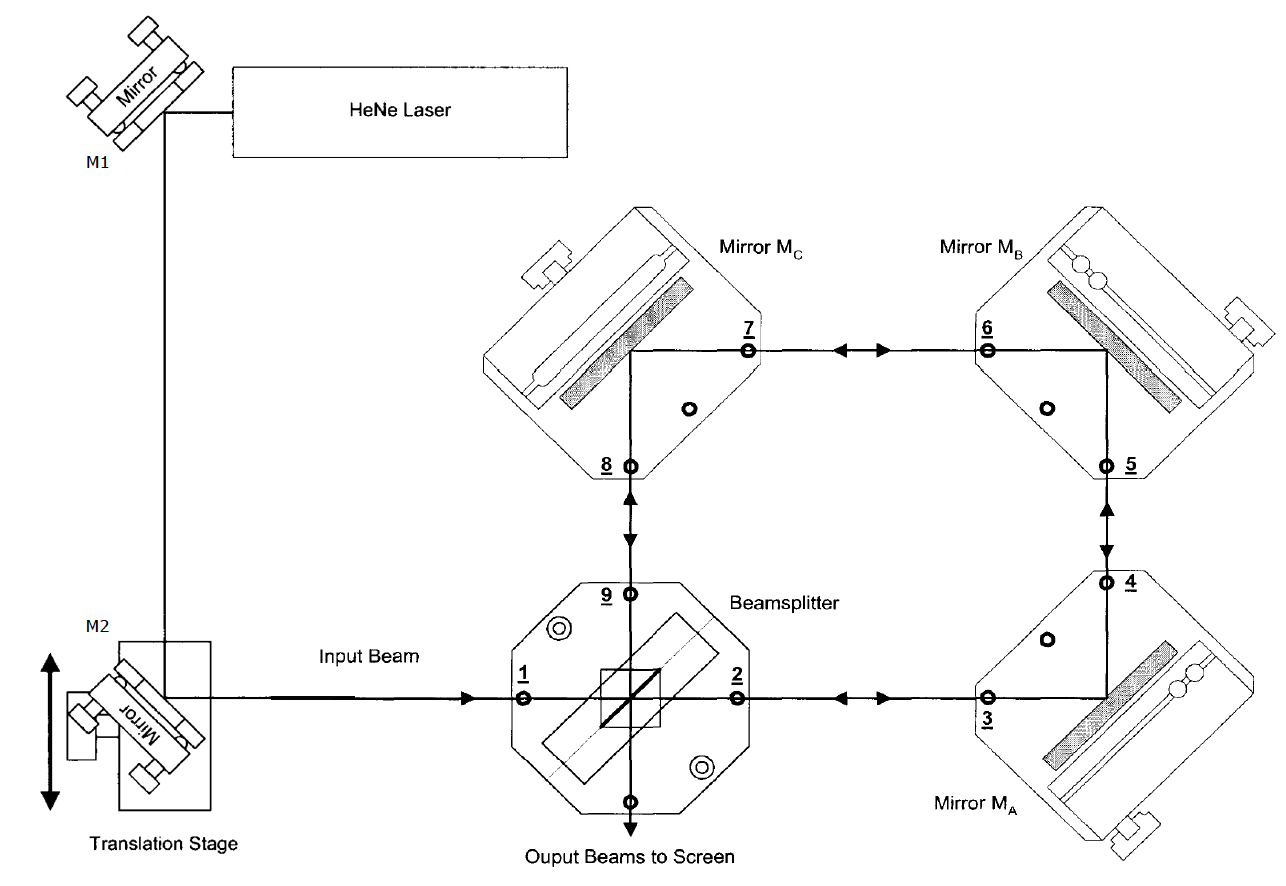 Mirror
HeNe Laser
M1
Mirror M_C
Mirror M_B
7
6
8
5
9
4
Beamsplitter
M2
Input Beam
1
2
3
Mirror
Mirror M_A
Translation Stage
Ouput Beams to Screen